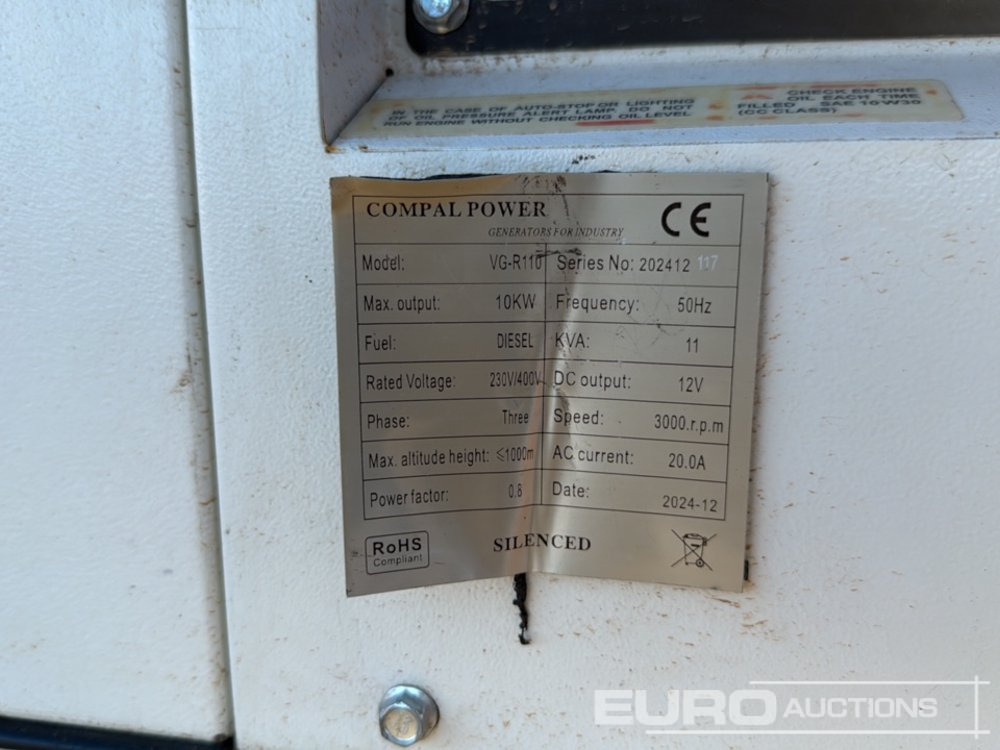 IN THE CASE OF AUTO-STOP OR LIGHTING
OF OIL PRESSURE ALERT LAMP, DO NOT
RUN ENGINE WITHOUT CHECKING OIL LEVEL
CHECK ENGINE
OIL EACH TIME
FILLED SAE 10W30
(CC CLASS)
COMPAL POWER CE
GENERATORS FOR INDUSTRY
Model: VG-R110 Series No: 202412 117
Max. output: 10KW Frequency: 50Hz
Fuel: DIESEL KVA: 11
Rated Voltage: 230V/400V DC output: 12V
Phase: Three Speed: 3000.r.p.m
Max. altitude height: ≤1000m AC current: 20.0A
Power factor: 0.8 Date: 2024-12
RoHS
Compliant
SILENCED
EURO AUCTIONS